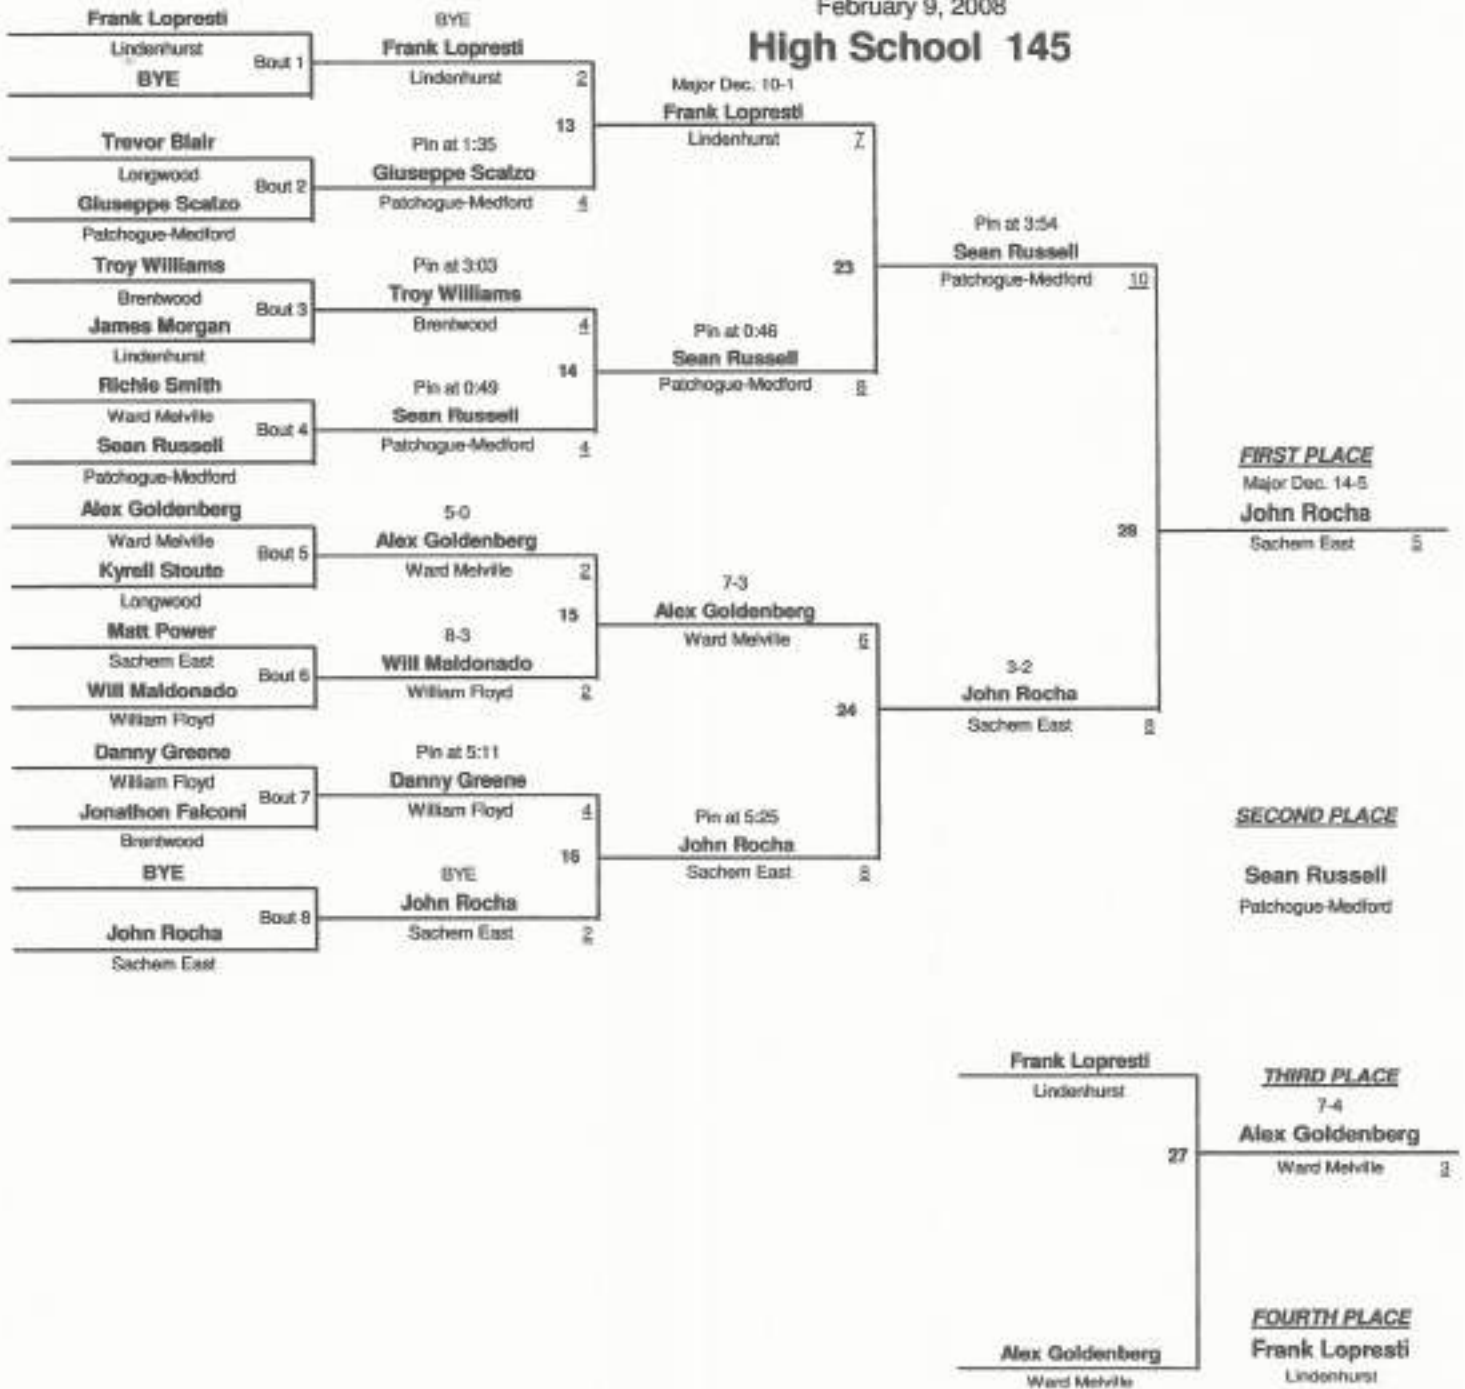 February 9, 2008
High School 145
Frank Lopresti
Lindenhurst
Bout 1
BYE
Trevor Blair
Longwood
Bout 2
Giuseppe Scalzo
Patchogue-Medford
Troy Williams
Brentwood
Bout 3
James Morgan
Lindenhurst
Richie Smith
Ward Melville
Bout 4
Sean Russell
Patchogue-Medford
Alex Goldenberg
Ward Melville
Bout 5
Kyrell Stoute
Longwood
Matt Power
Sachem East
Bout 6
Will Maldonado
William Floyd
Danny Greene
William Floyd
Bout 7
Jonathon Falconi
Brentwood
BYE
Bout 8
John Rocha
Sachem East
BYE
Frank Lopresti
Lindenhurst 2
13
Pin at 1:35
Giuseppe Scalzo
Patchogue-Medford 4
Pin at 3:03
Troy Williams
Brentwood 4
14
Pin at 0:49
Sean Russell
Patchogue-Medford 4
5-0
Alex Goldenberg
Ward Melville 2
15
8-3
Will Maldonado
William Floyd 2
Pin at 5:11
Danny Greene
William Floyd 4
16
BYE
John Rocha
Sachem East 2
Major Dec. 10-1
Frank Lopresti
Lindenhurst 7
23
Pin at 0:46
Sean Russell
Patchogue-Medford
7-3
Alex Goldenberg
Ward Melville
24
Pin at 5:25
John Rocha
Sachem East
Pin at 3:54
Sean Russell
Patchogue-Medford 10
28
3-2
John Rocha
Sachem East
FIRST PLACE
Major Dec. 14-5
John Rocha
Sachem East
SECOND PLACE
Sean Russell
Patchogue-Medford
Frank Lopresti
Lindenhurst
27
Alex Goldenberg
Ward Melville
THIRD PLACE
7-4
Alex Goldenberg
Ward Melville
FOURTH PLACE
Frank Lopresti
Lindenhurst